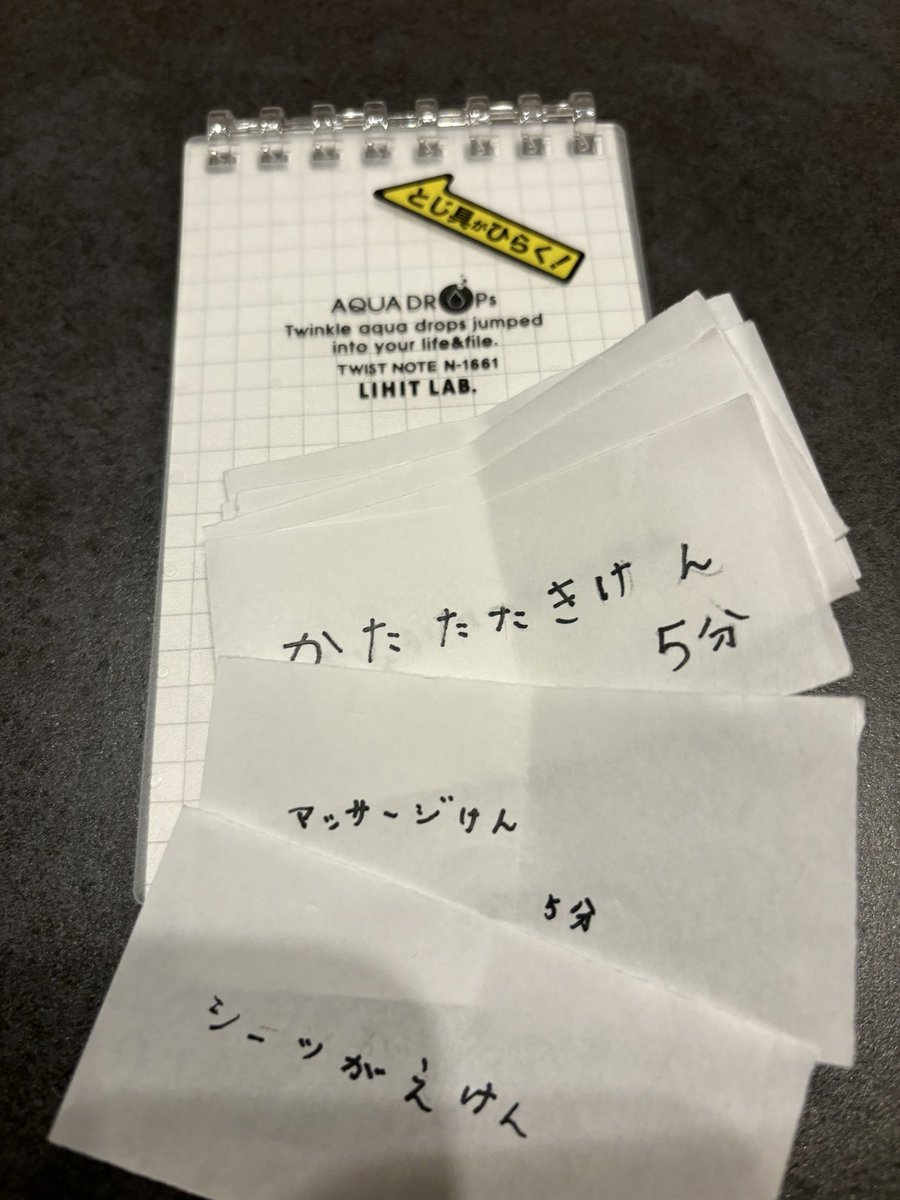 とじ具がひらく!
AQUA DROPs
Twinkle aqua drops jumped
into your life&file.
TWIST NOTE N-1661
LIHIT LAB.
かたたたきけん
5分
マッサージけん
5分
シーツがえけん